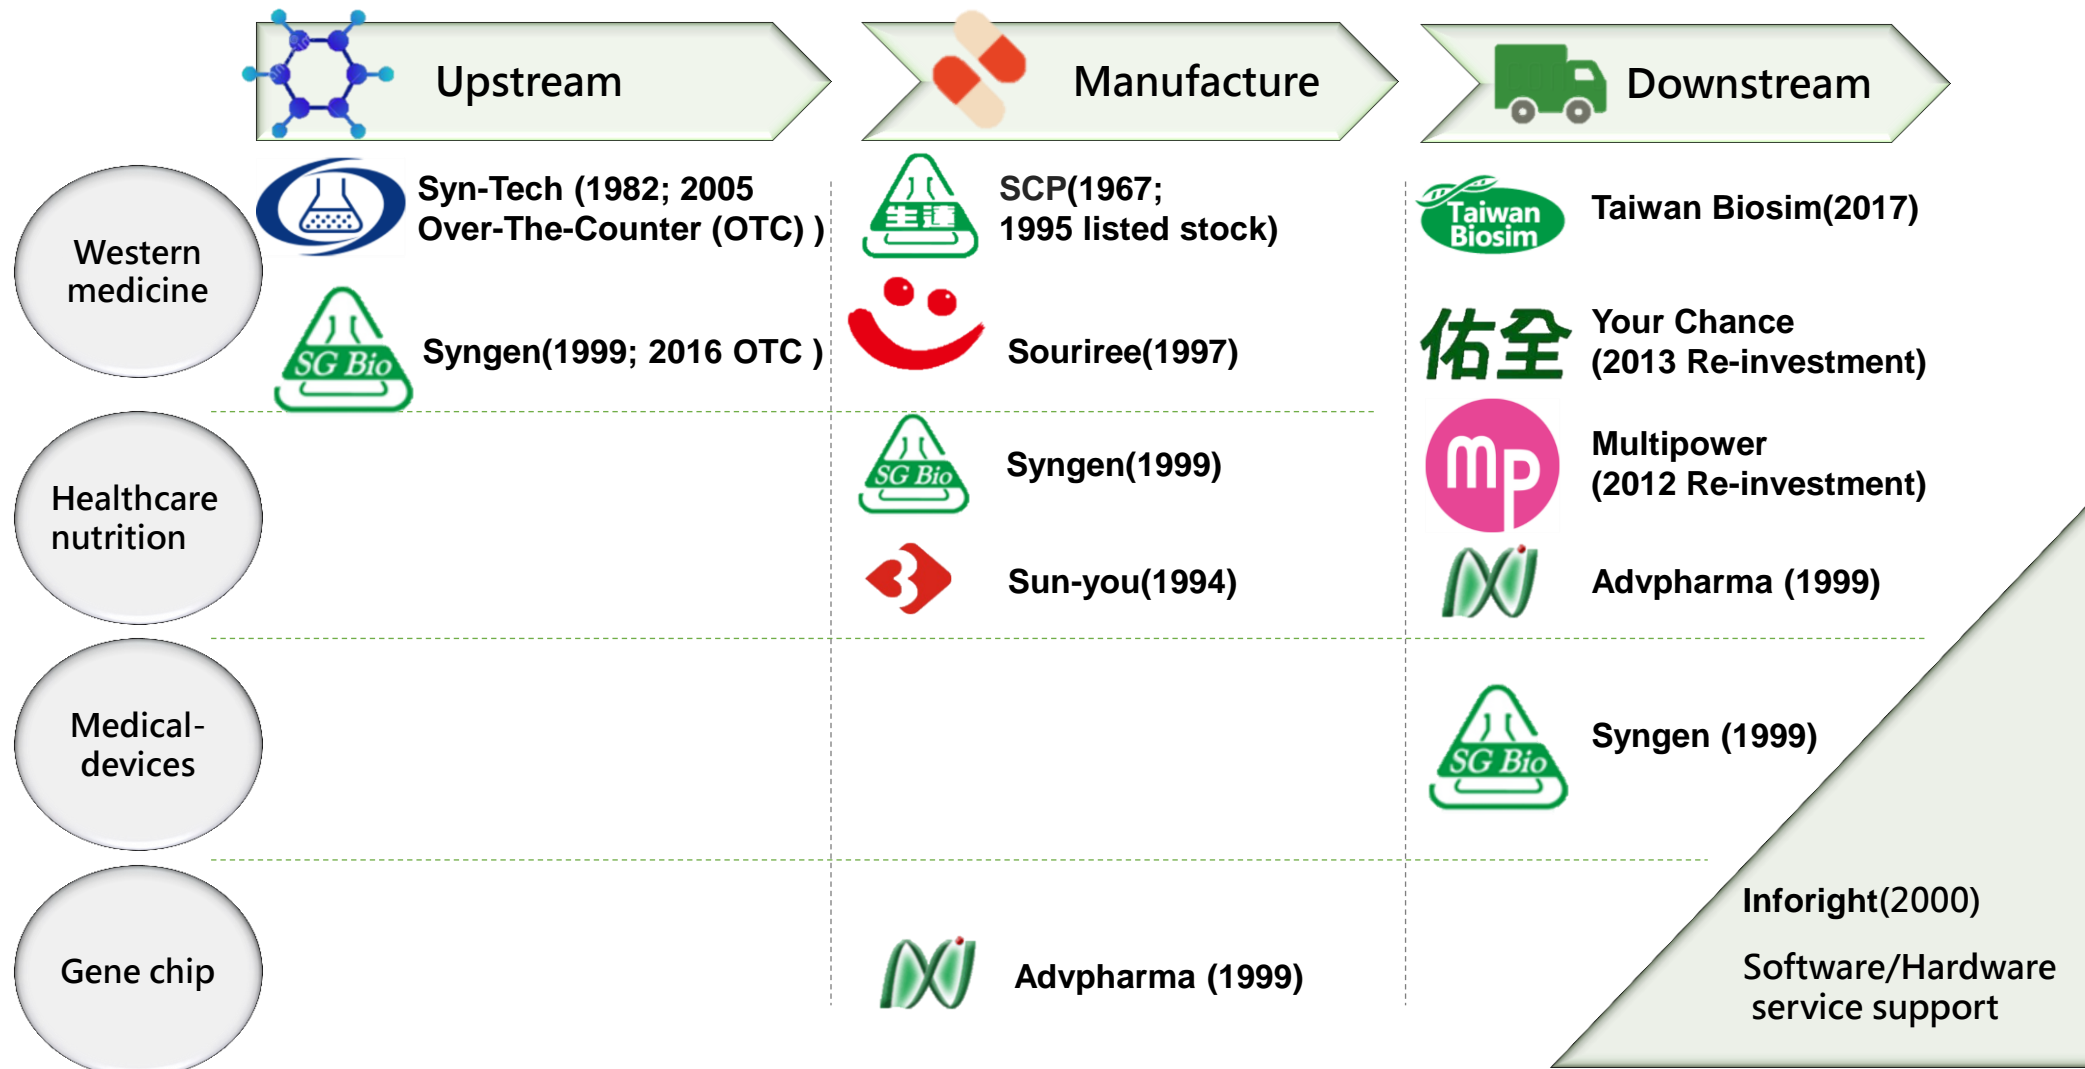 Upstream
Manufacture
Downstream
Western
medicine
Syn-Tech (1982; 2005
Over-The-Counter (OTC) )
生達
SCP(1967;
1995 listed stock)
Taiwan
Biosim
Taiwan Biosim(2017)
SG Bio
Syngen(1999; 2016 OTC )
Souriree(1997)
佑全
Your Chance
(2013 Re-investment)
Healthcare
nutrition
SG Bio
Syngen(1999)
mp
Multipower
(2012 Re-investment)
Sun-you(1994)
Advpharma (1999)
Medical-
devices
SG Bio
Syngen (1999)
Gene chip
Advpharma (1999)
Inforight(2000)
Software/Hardware
service support